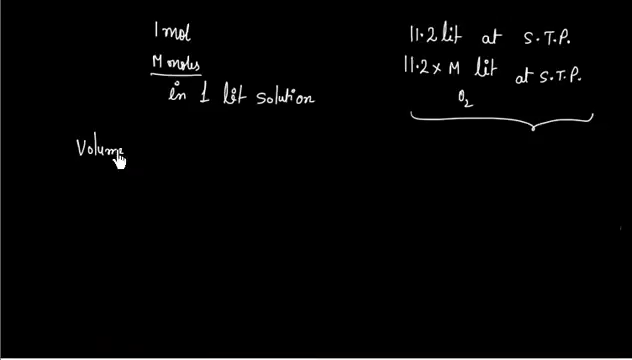 1 mol 11.2 lit at S.T.P.
M moles 11.2 × M lit at S.T.P.
in 1 lit solution O₂
Volume